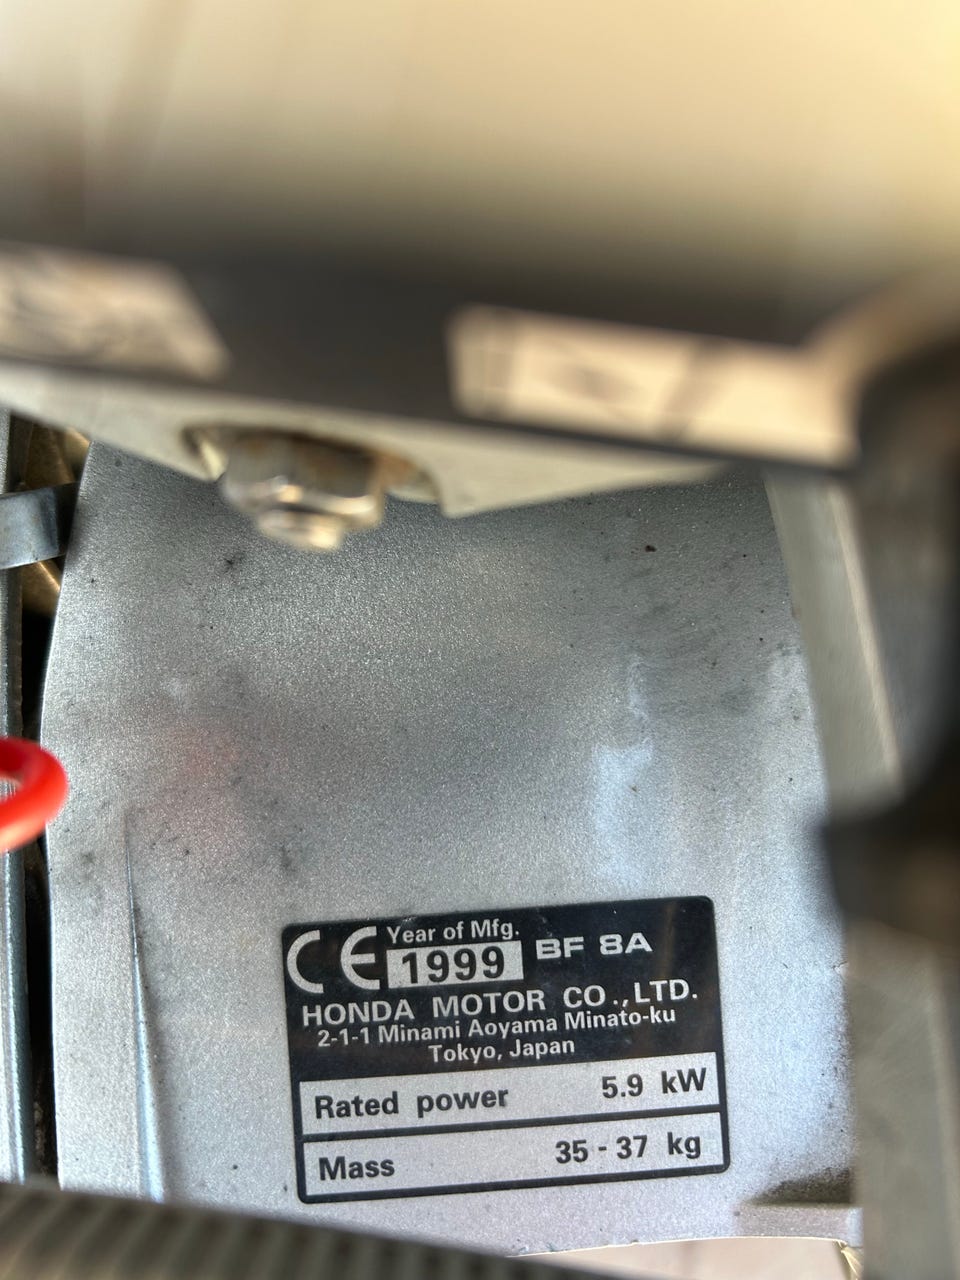 CE Year of Mfg. BF 8A
1999
HONDA MOTOR CO.,LTD.
2-1-1 Minami Aoyama Minato-ku
Tokyo, Japan
Rated power 5.9 kW
Mass 35 - 37 kg